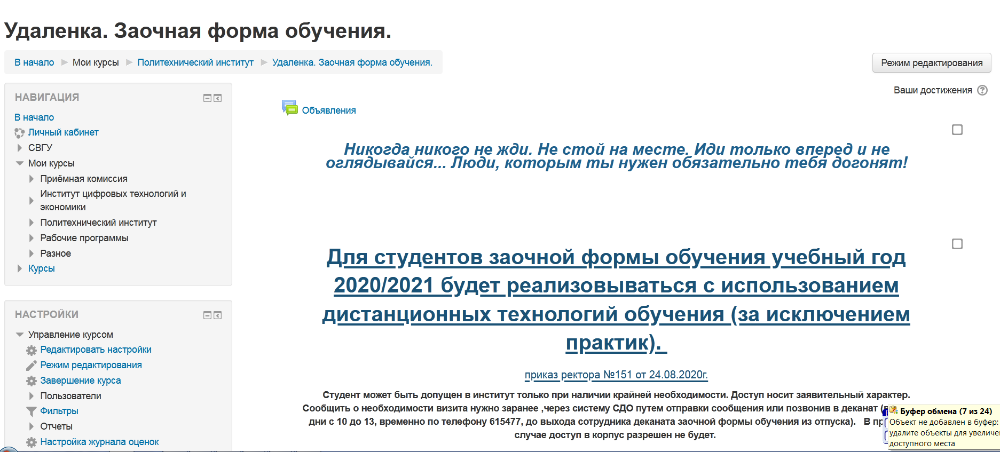 Удаленка. Заочная форма обучения.
В начало Мои курсы Политехнический институт Удаленка. Заочная форма обучения.
Режим редактирования
НАВИГАЦИЯ
В начало
Личный кабинет
СВГУ
Мои курсы
Приёмная комиссия
Институт цифровых технологий и
экономики
Политехнический институт
Рабочие программы
Разное
Курсы
НАСТРОЙКИ
Управление курсом
Редактировать настройки
Режим редактирования
Завершение курса
Пользователи
Фильтры
Отчеты
Настройка журнала оценок
Ваши достижения
Объявления
Никогда никого не жди. Не стой на месте. Иди только вперед и не
оглядывайся... Люди, которым ты нужен обязательно тебя догонят!
Для студентов заочной формы обучения учебный год
2020/2021 будет реализовываться с использованием
дистанционных технологий обучения (за исключением
практик).
приказ ректора №151 от 24.08.2020г.
Студент может быть допущен в институт только при наличии крайней необходимости. Доступ носит заявительный характер.
Сообщить о необходимости визита нужно заранее ,через систему СДО путем отправки сообщения или позвонив в деканат
дни с 10 до 13, временно по телефону 615477, до выхода сотрудника деканата заочной формы обучения из отпуска). В
случае доступ в корпус разрешен не будет.
Буфер обмена (7 из 24)
Объект не добавлен в буфер:
удалите объекты для
доступного места